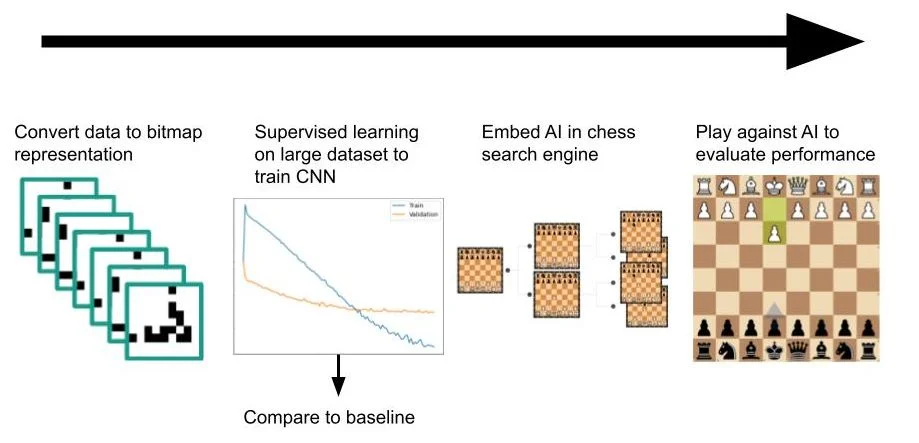 Convert data to bitmap
representation
Supervised learning
on large dataset to
train CNN
Train
Validation
Compare to baseline
Embed AI in chess
search engine
Play against AI to
evaluate performance